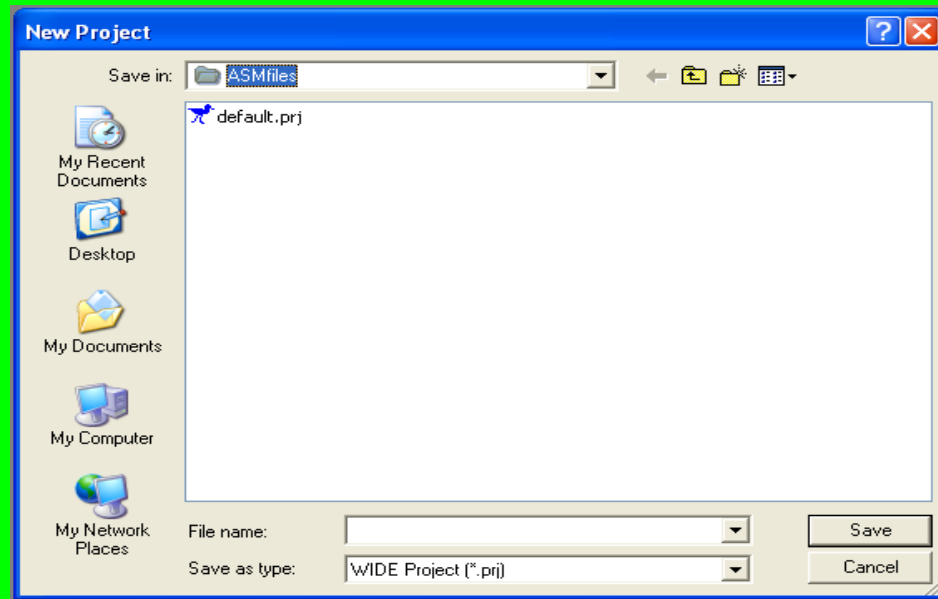 New Project
Save in:
ASMfiles
default.prj
My Recent
Documents
Desktop
My Documents
My Computer
My Network
Places
File name:
Save
Save as type:
WIDE Project (*.prj)
Cancel